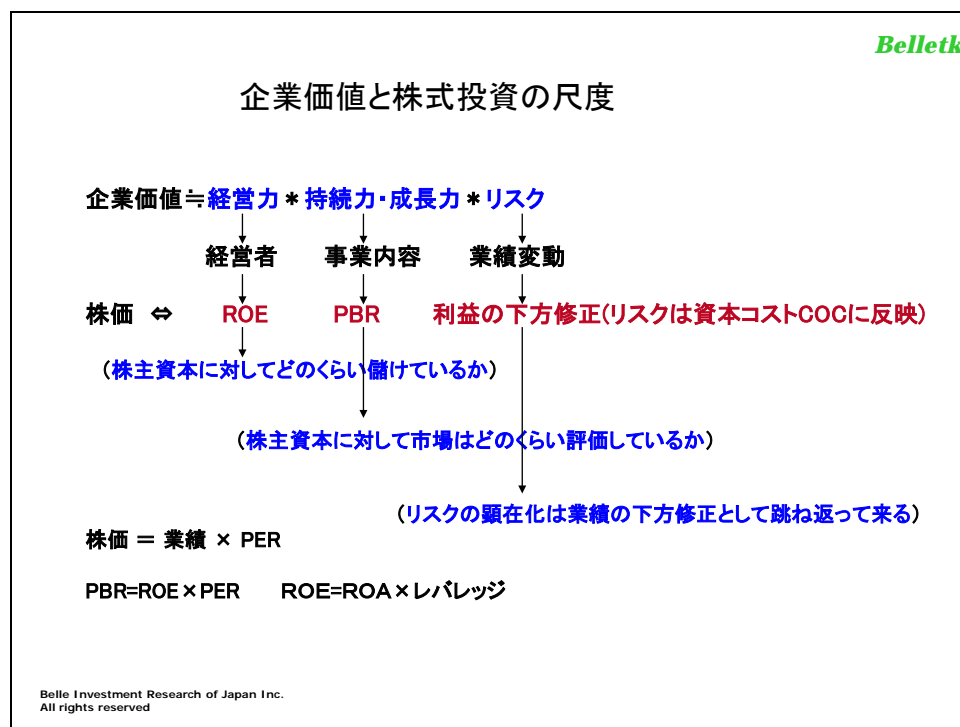 Belletk
企業価値と株式投資の尺度
企業価値≒経営力*持続力・成長力*リスク
経営者 事業内容 業績変動
株価 ⇔ ROE PBR 利益の下方修正(リスクは資本コストCOCに反映)
(株主資本に対してどのくらい儲けているか)
(株主資本に対して市場はどのくらい評価しているか)
(リスクの顕在化は業績の下方修正として跳ね返って来る)
株価 = 業績 × PER
PBR=ROE×PER ROE=ROA×レバレッジ
Belle Investment Research of Japan Inc.
All rights reserved